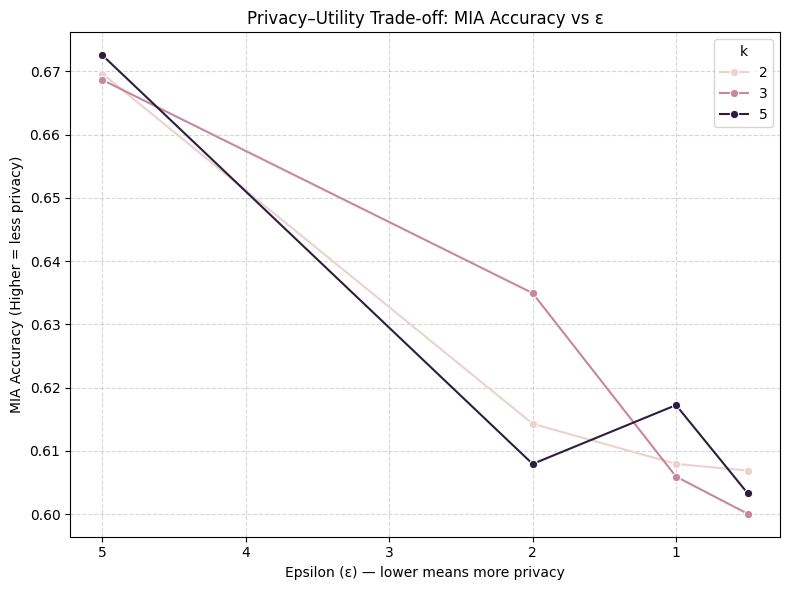 Privacy–Utility Trade-off: MIA Accuracy vs ε
MIA Accuracy (Higher = less privacy)
0.67
0.66
0.65
0.64
0.63
0.62
0.61
0.60
k
2
3
5
5 4 3 2 1
Epsilon (ε) — lower means more privacy